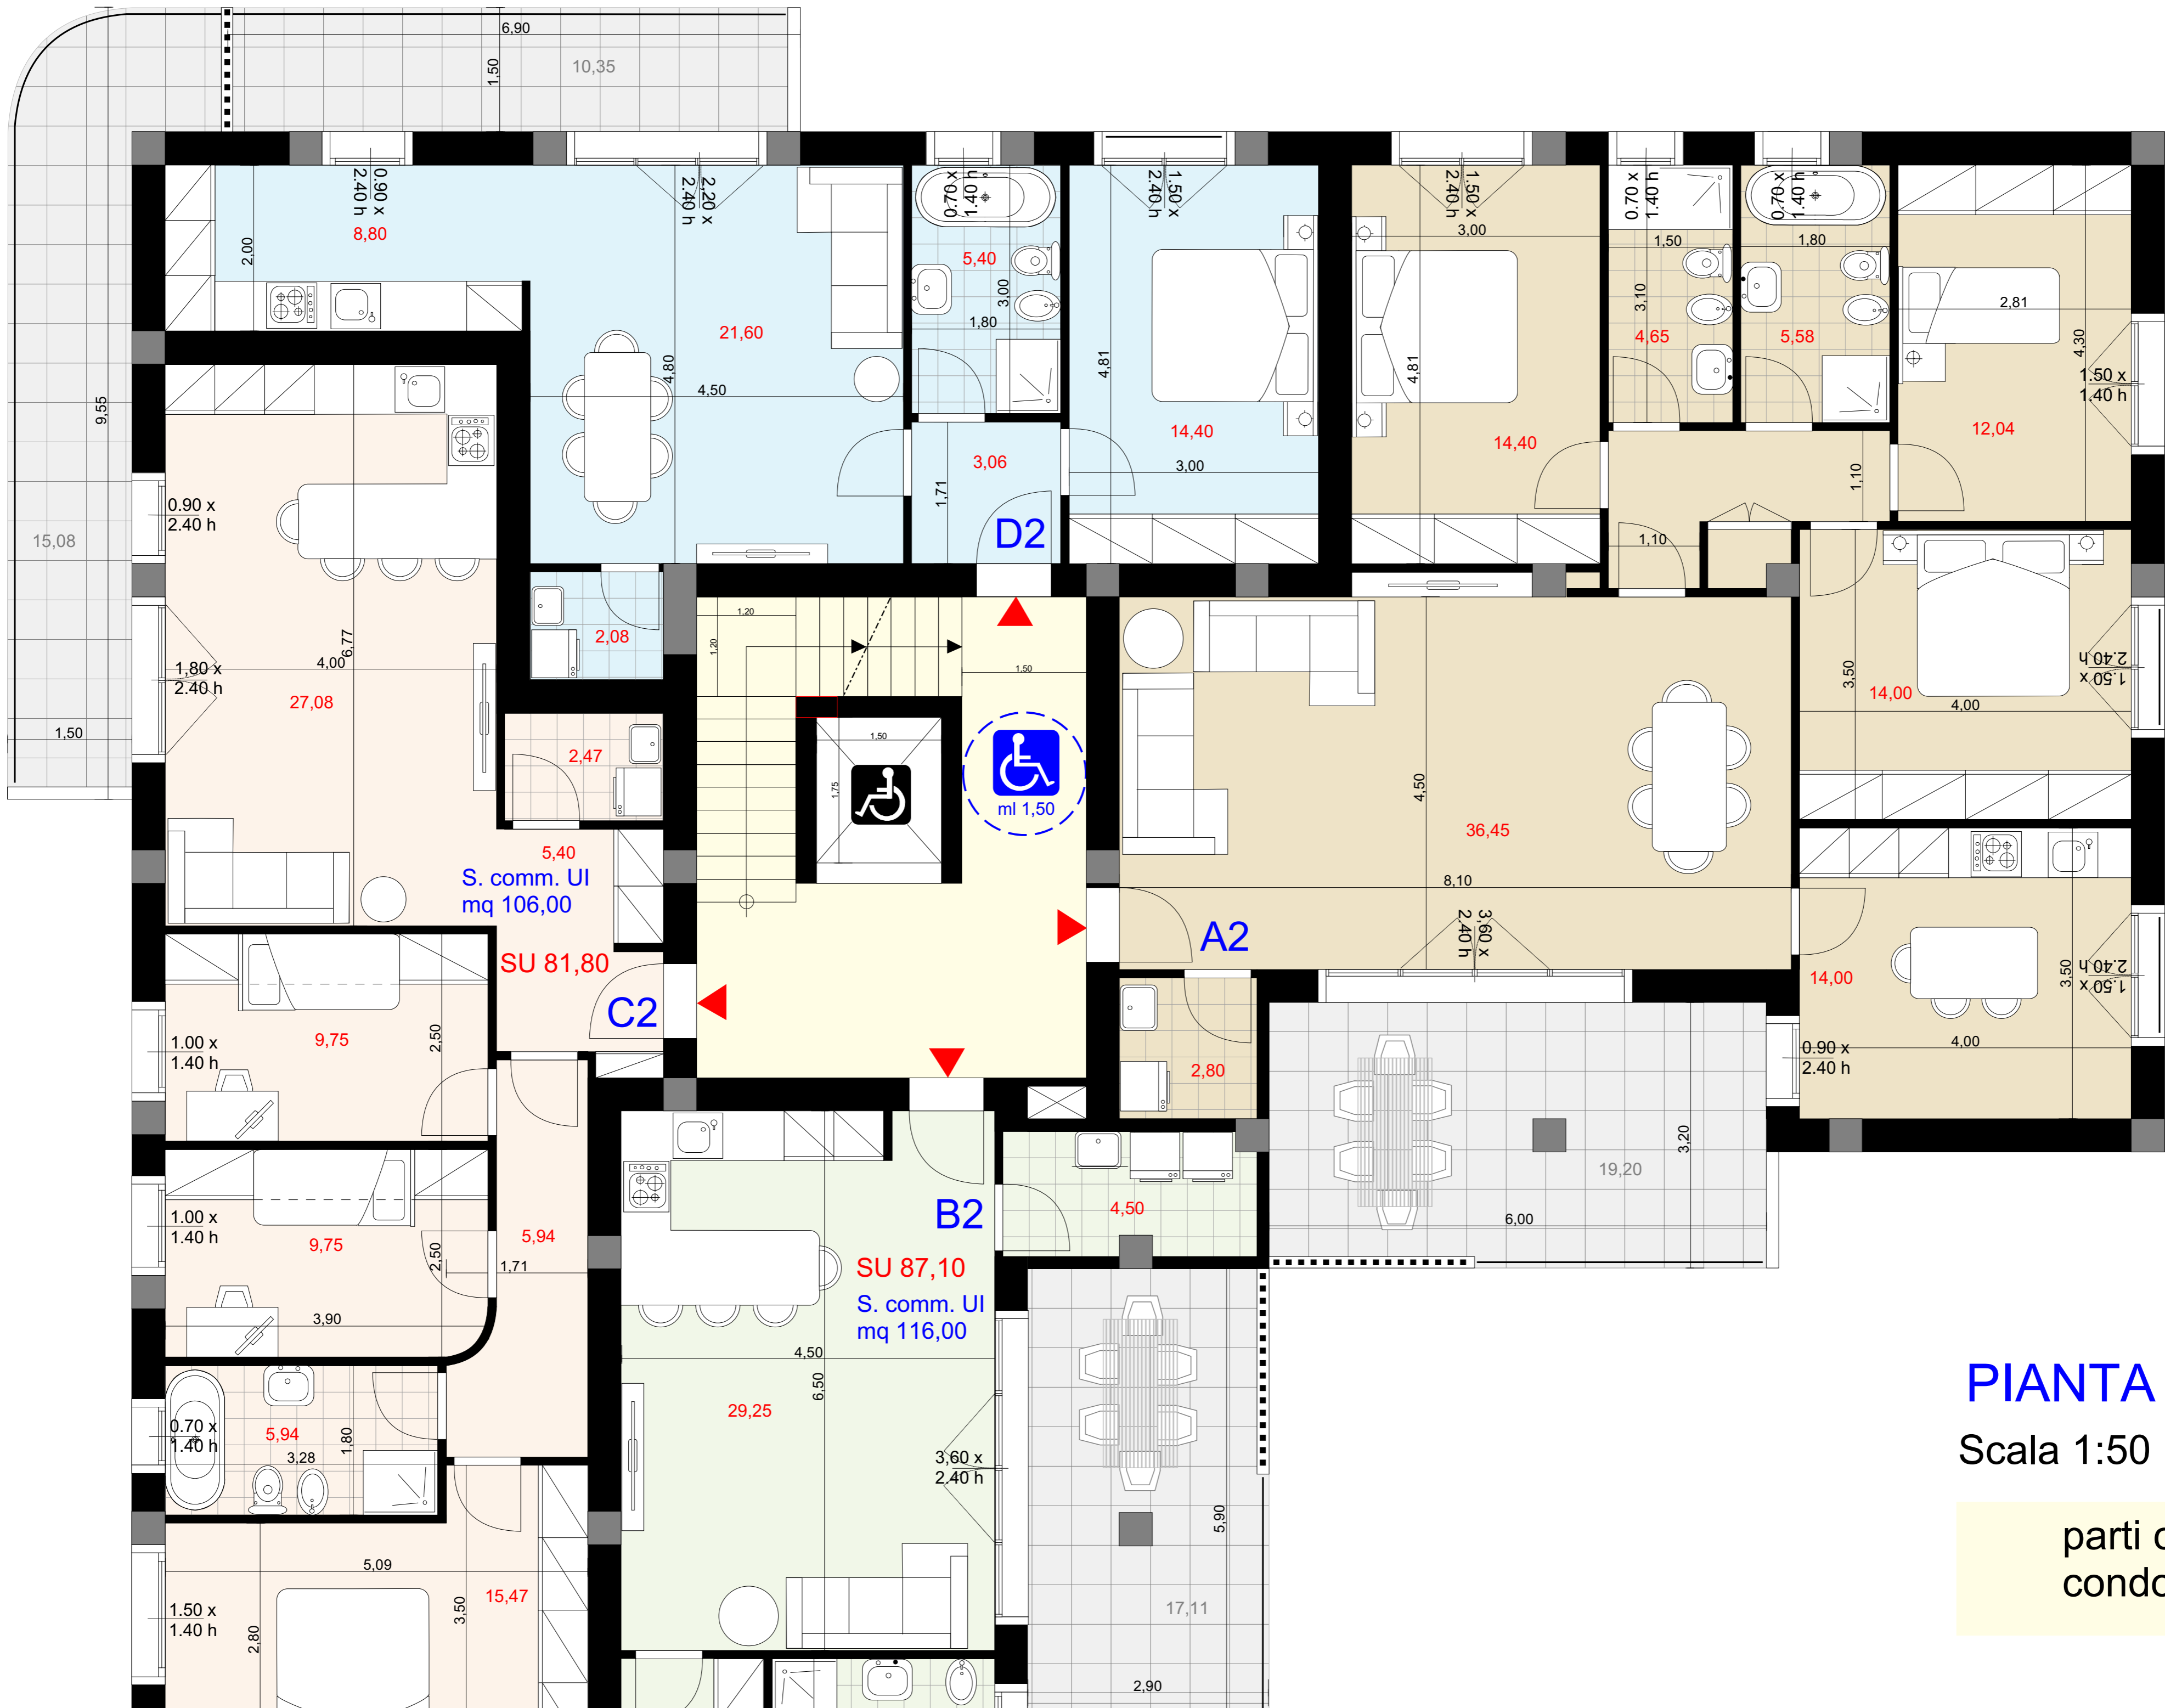 6,90
10,35
1,50
0.90 x
2.40 h
8,80
2,00
2,20 x
2.40 h
21,60
4,80
4,50
0.70 x
1.40 h
5,40
3,00
1,80
3,06
1,71
D2
1.50 x
2.40 h
4,81
14,40
3,00
1.50 x
2.40 h
3,00
4,81
14,40
0.70 x
1.40 h
1,50
3,10
4,65
0.70 x
1.40 h
1,80
5,58
2,81
4,30
1.50 x
1.40 h
12,04
1,10
1,10
9,55
15,08
1,50
0.90 x
2.40 h
1,80 x
2.40 h
6,77
4,00
27,08
2,08
2,47
5,40
S. comm. UI
mq 106,00
SU 81,80
C2
1,20
1,20
1,50
1,50
1,75
ml 1,50
4,50
36,45
8,10
3,60 x
2.40 h
A2
2,80
3,50
14,00
4,00
1.50 x
2.40 h
14,00
3,50
4,00
1.50 x
2.40 h
0.90 x
2.40 h
3,20
19,20
6,00
1.00 x
1.40 h
9,75
2,50
1.00 x
1.40 h
9,75
2,50
3,90
5,94
1,71
0.70 x
1.40 h
5,94
3,28
1,80
5,09
15,47
3,50
2,80
1.50 x
1.40 h
B2
4,50
SU 87,10
S. comm. UI
mq 116,00
4,50
6,50
29,25
3,60 x
2.40 h
5,90
17,11
2,90
PIANTA
Scala 1:50
parti
condo